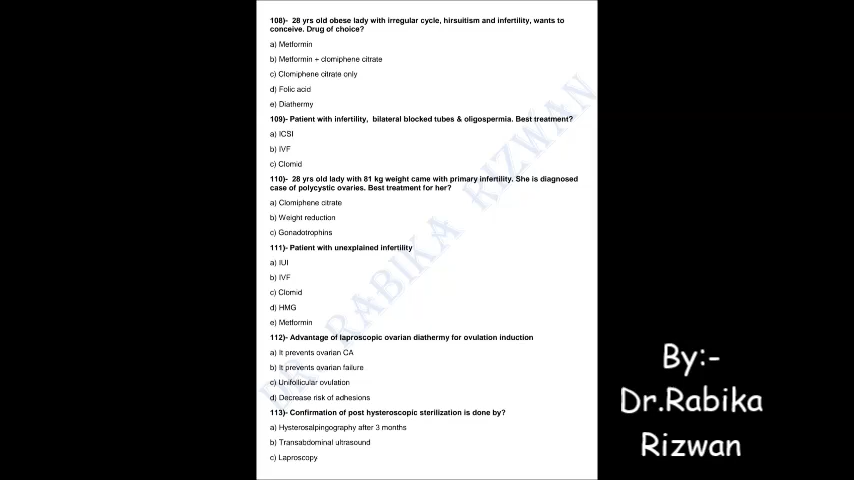 108)- 28 yrs old obese lady with irregular cycle, hirsuitism and infertility, wants to
conceive. Drug of choice?
a) Metformin
b) Metformin + clomiphene citrate
c) Clomiphene citrate only
d) Folic acid
e) Diathermy
109)- Patient with infertility, bilateral blocked tubes & oligospermia. Best treatment?
a) ICSI
b) IVF
c) Clomid
110)- 28 yrs old lady with 81 kg weight came with primary infertility. She is diagnosed
case of polycystic ovaries. Best treatment for her?
a) Clomiphene citrate
b) Weight reduction
c) Gonadotrophins
111)- Patient with unexplained infertility
a) IUI
b) IVF
c) Clomid
d) HMG
e) Metformin
112)- Advantage of laproscopic ovarian diathermy for ovulation induction
a) It prevents ovarian CA
b) It prevents ovarian failure
c) Unifollicular ovulation
d) Decrease risk of adhesions
113)- Confirmation of post hysteroscopic sterilization is done by?
a) Hysterosalpingography after 3 months
b) Transabdominal ultrasound
c) Laproscopy
DR RABIKA RIZWAN
By:-
Dr.Rabika
Rizwan